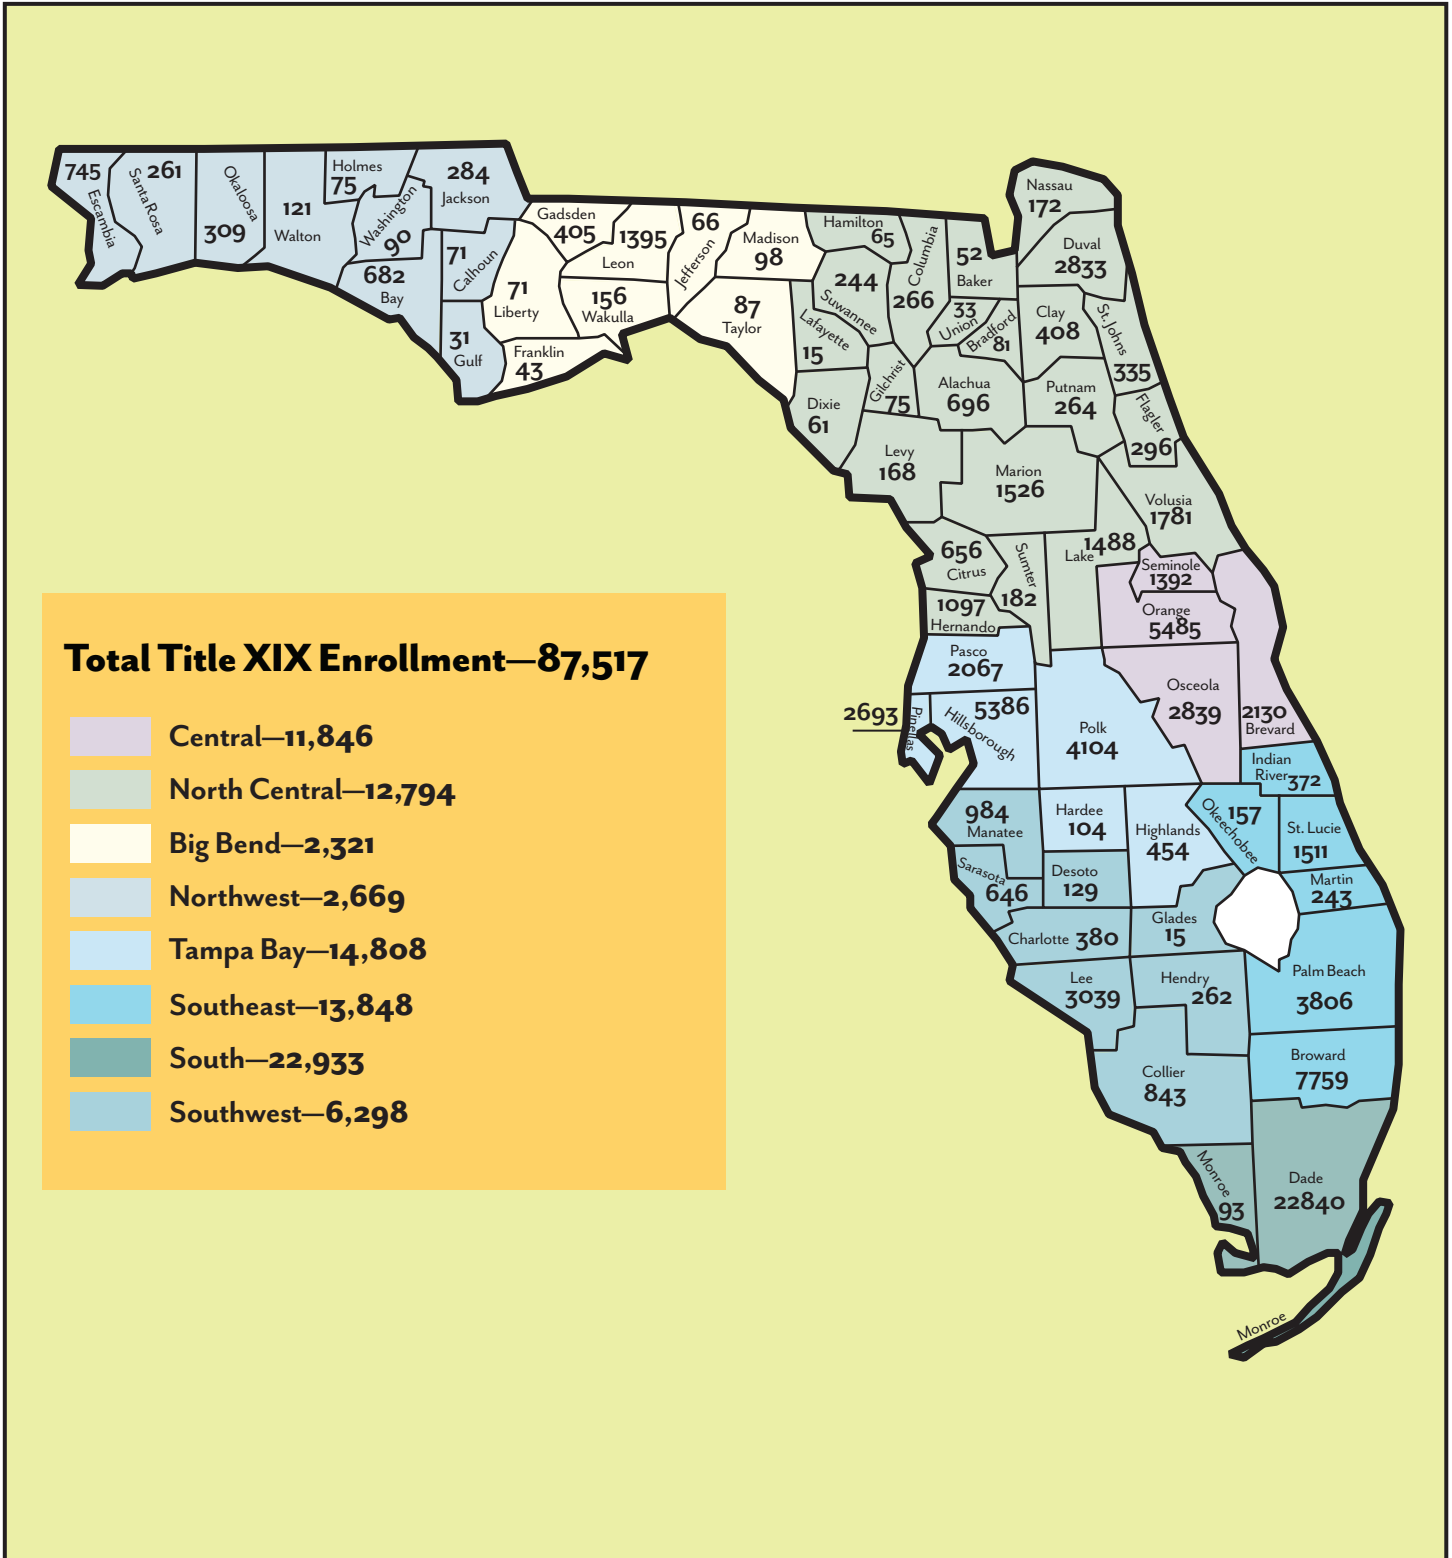 745
Escambia
261
Santa Rosa
Okaloosa
309
121
Walton
Holmes
75
Washington
90
284
Jackson
682
Bay
71
Calhoun
31
Gulf
Gadsden
405
1395
Leon
66
Jefferson
Madison
98
71
Liberty
156
Wakulla
Franklin
43
87
Taylor
Hamilton
65
244
Suwannee
Columbia
266
52
Baker
Nassau
172
Duval
2833
Lafayette
15
33
Union
Bradford
81
Clay
408
St. Johns
335
Dixie
61
Gilchrist
75
Alachua
696
Putnam
264
Flagler
296
Levy
168
Marion
1526
Volusia
1781
656
Citrus
Sumter
182
1488
Lake
Seminole
1392
1097
Hernando
Orange
5485
Pasco
2067
Osceola
2839
2130
Brevard
2693
Pinellas
5386
Hillsborough
Polk
4104
Indian
River 372
984
Manatee
Hardee
104
Highlands
454
157
Okeechobee
St. Lucie
1511
Sarasota
646
Desoto
129
Martin
243
Charlotte 380
Glades
15
Lee
3039
Hendry
262
Palm Beach
3806
Collier
843
Broward
7759
Monroe
93
Dade
22840
Monroe
Total Title XIX Enrollment—87,517
Central—11,846
North Central—12,794
Big Bend—2,321
Northwest—2,669
Tampa Bay—14,808
Southeast—13,848
South—22,933
Southwest—6,298